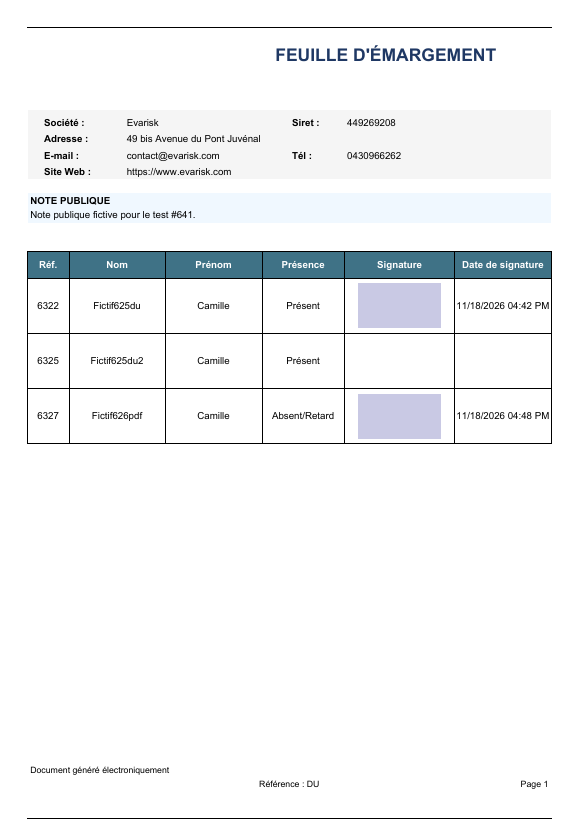 FEUILLE D'ÉMARGEMENT
Société : Evarisk Siret : 449269208
Adresse : 49 bis Avenue du Pont Juvénal
E-mail : contact@evarisk.com Tél : 0430966262
Site Web : https://www.evarisk.com
NOTE PUBLIQUE
Note publique fictive pour le test #641.
Réf. Nom Prénom Présence Signature Date de signature
6322 Fictif625du Camille Présent 11/18/2026 04:42 PM
6325 Fictif625du2 Camille Présent
6327 Fictif626pdf Camille Absent/Retard 11/18/2026 04:48 PM
Document généré électroniquement
Référence : DU Page 1